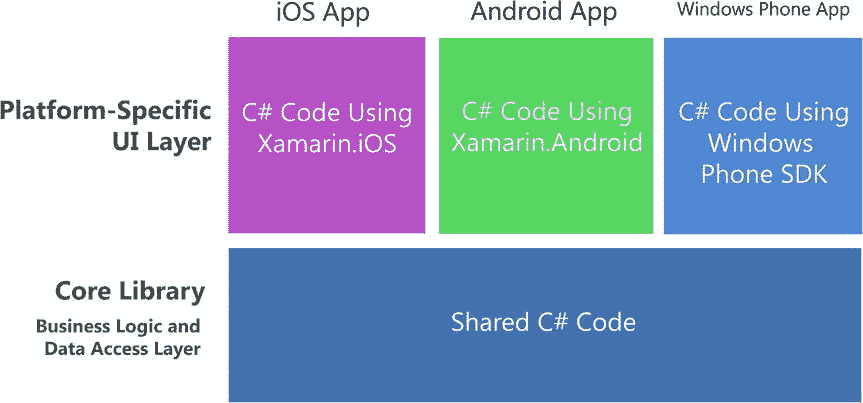 iOS App
Android App
Windows Phone App
Platform-Specific
UI Layer
C# Code Using
Xamarin.iOS
C# Code Using
Xamarin.Android
C# Code Using
Windows
Phone SDK
Core Library
Business Logic and
Data Access Layer
Shared C# Code